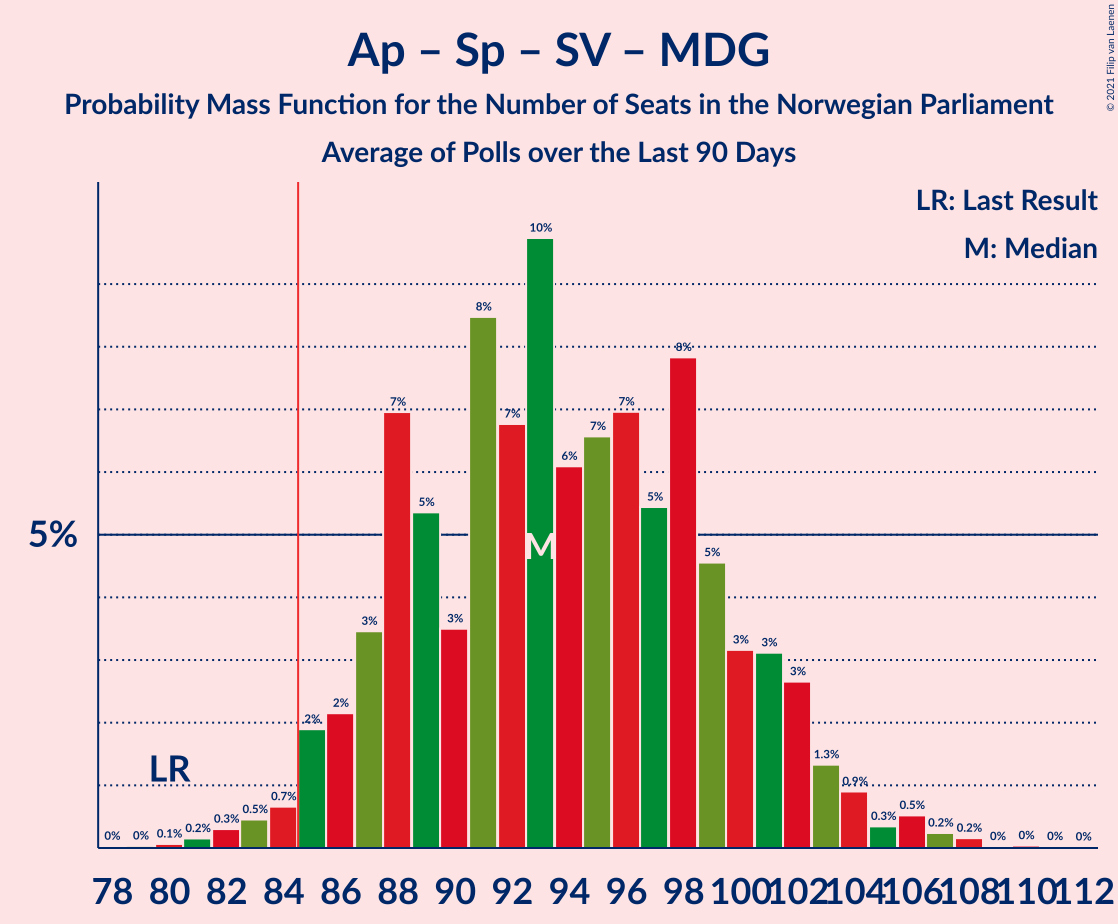 Ap – Sp – SV – MDG
Probability Mass Function for the Number of Seats in the Norwegian Parliament
Average of Polls over the Last 90 Days
© 2021 Filip van Laenen
LR: Last Result
M: Median
5%
LR
M
0% 0% 0.1% 0.2% 0.3% 0.5% 0.7% 2% 2% 3% 7% 5% 3% 8% 7% 10% 6% 7% 7% 5% 8% 5% 3% 3% 3% 1.3% 0.9% 0.3% 0.5% 0.2% 0.2% 0% 0% 0% 0%
78 80 82 84 86 88 90 92 94 96 98 100 102 104 106 108 110 112